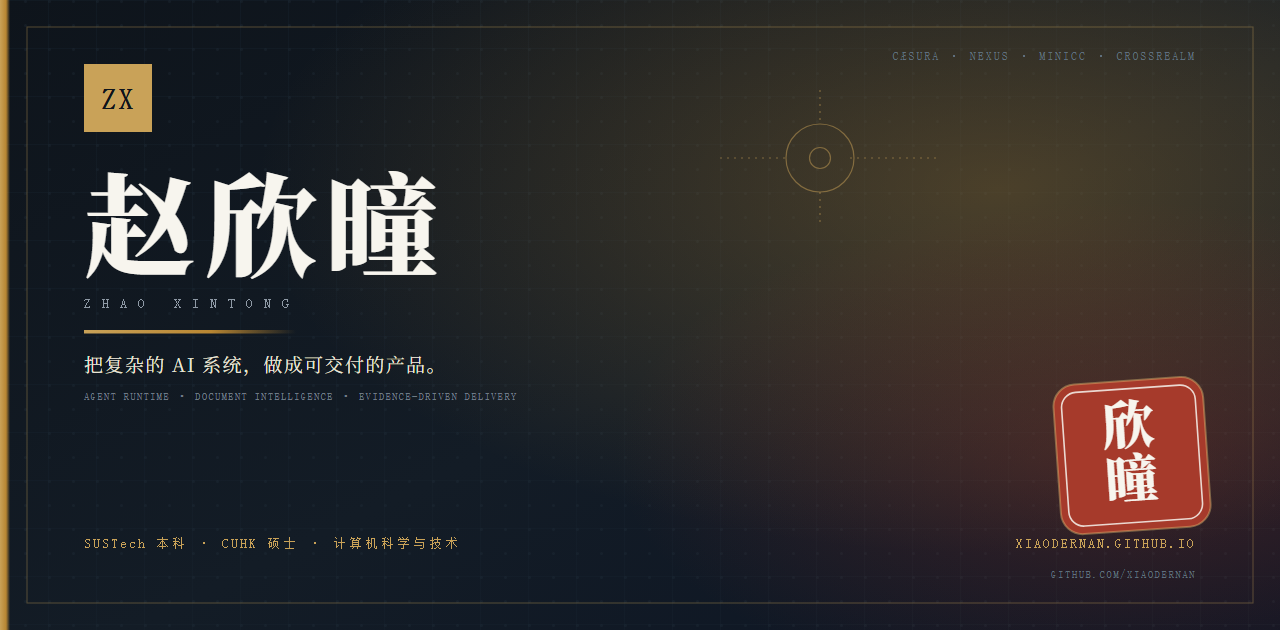 CÆSURA · NEXUS · MINICC · CROSSREALM
ZX
赵欣瞳
ZHAO XINTONG
把复杂的 AI 系统，做成可交付的产品。
AGENT RUNTIME · DOCUMENT INTELLIGENCE · EVIDENCE-DRIVEN DELIVERY
欣
瞳
SUSTech 本科 · CUHK 硕士 · 计算机科学与技术
XIAODERNAN.GITHUB.IO
GITHUB.COM/XIAODERNAN